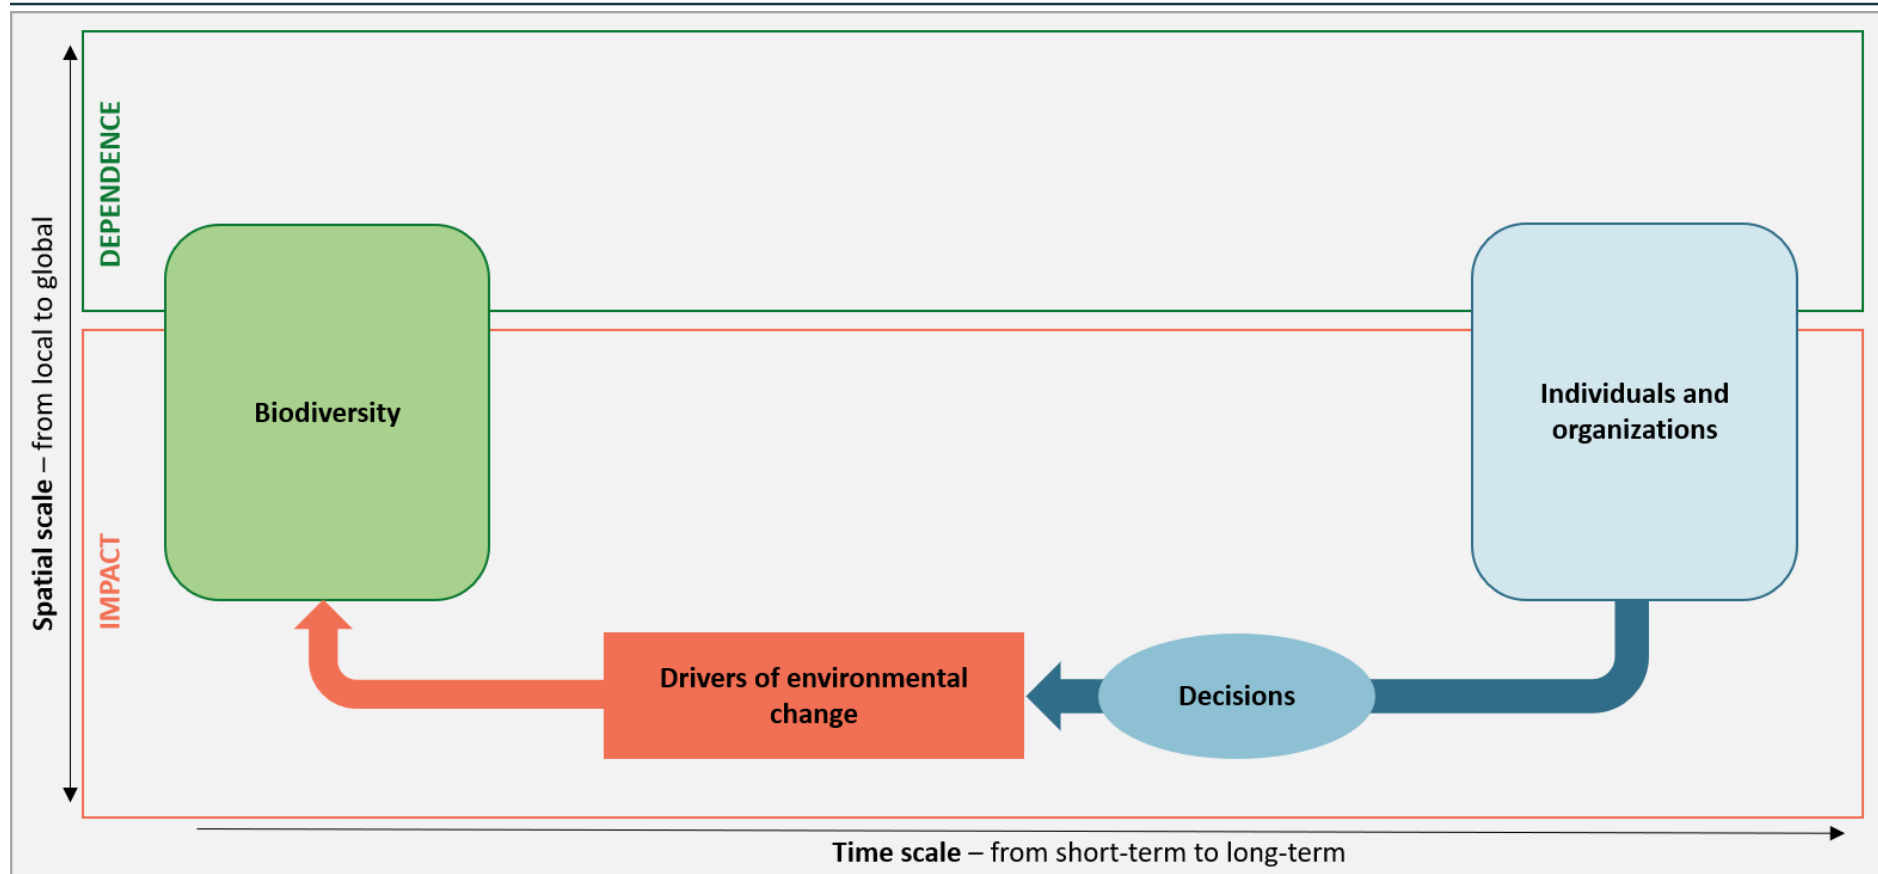 Spatial scale – from local to global
DEPENDENCE
IMPACT
Biodiversity
Individuals and
organizations
Drivers of environmental
change
Decisions
Time scale – from short-term to long-term